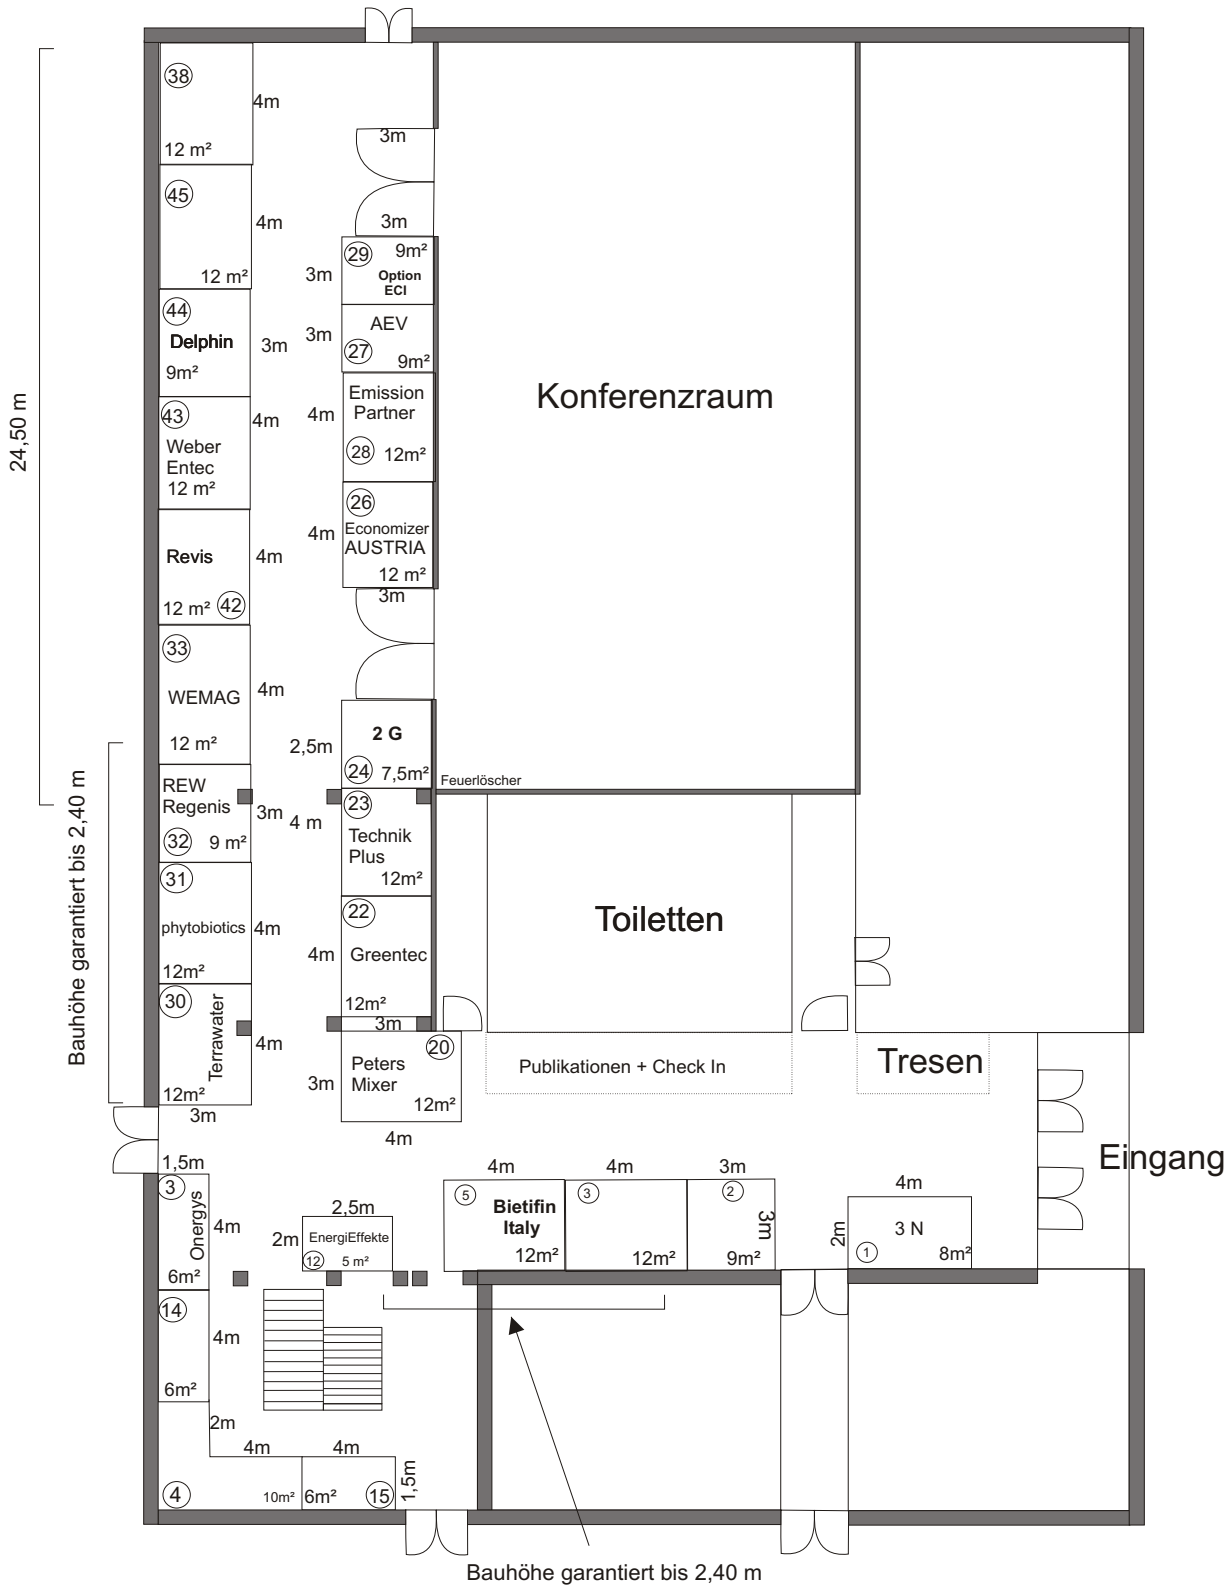 38
4m
12 m²
3m
45
4m
12 m²
3m
29
9m²
Option
ECI
3m
44
Delphin
9m²
3m
AEV
27
9m²
3m
43
Weber
Entec
12 m²
4m
Emission
Partner
28
12m²
4m
Konferenzraum
24,50 m
26
Economizer
AUSTRIA
12 m²
4m
Revis
12 m²
42
4m
3m
33
WEMAG
12 m²
4m
2 G
24
7,5m²
2,5m
Feuerlöscher
Bauhöhe garantiert bis 2,40 m
REW
Regenis
32
9 m²
3m
4 m
23
Technik
Plus
12m²
31
phytobiotics
12m²
4m
22
Greentec
12m²
4m
3m
Toiletten
30
Terrawater
12m²
4m
3m
20
Peters
Mixer
12m²
3m
4m
Publikationen + Check In
Tresen
Eingang
1,5m
3
Onergys
6m²
4m
2,5m
2m
EnergiEffekte
12
5 m²
4m
5
Bietifin
Italy
12m²
4m
3
12m²
3m
2
3m
9m²
4m
2m
3 N
1
8m²
14
4m
6m²
2m
4m
4m
4
10m²
6m²
15
1,5m
Bauhöhe garantiert bis 2,40 m